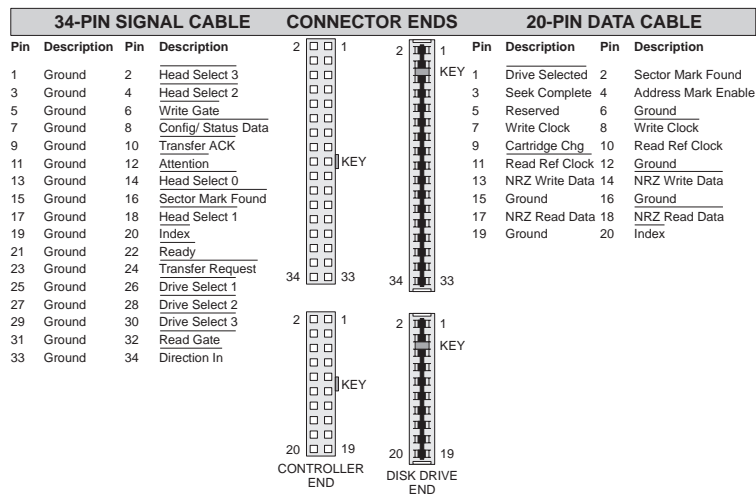 34-PIN SIGNAL CABLE
Pin Description Pin Description
1 Ground 2 Head Select 3
3 Ground 4 Head Select 2
5 Ground 6 Write Gate
7 Ground 8 Config/ Status Data
9 Ground 10 Transfer ACK
11 Ground 12 Attention
13 Ground 14 Head Select 0
15 Ground 16 Sector Mark Found
17 Ground 18 Head Select 1
19 Ground 20 Index
21 Ground 22 Ready
23 Ground 24 Transfer Request
25 Ground 26 Drive Select 1
27 Ground 28 Drive Select 2
29 Ground 30 Drive Select 3
31 Ground 32 Read Gate
33 Ground 34 Direction In
CONNECTOR ENDS
2 1
KEY
34 33
2 1
KEY
34 33
2 1
KEY
20 19
CONTROLLER
END
2 1
KEY
20 19
DISK DRIVE
END
20-PIN DATA CABLE
Pin Description Pin Description
1 Drive Selected 2 Sector Mark Found
3 Seek Complete 4 Address Mark Enable
5 Reserved 6 Ground
7 Write Clock 8 Write Clock
9 Cartridge Chg 10 Read Ref Clock
11 Read Ref Clock 12 Ground
13 NRZ Write Data 14 NRZ Write Data
15 Ground 16 Ground
17 NRZ Read Data 18 NRZ Read Data
19 Ground 20 Index